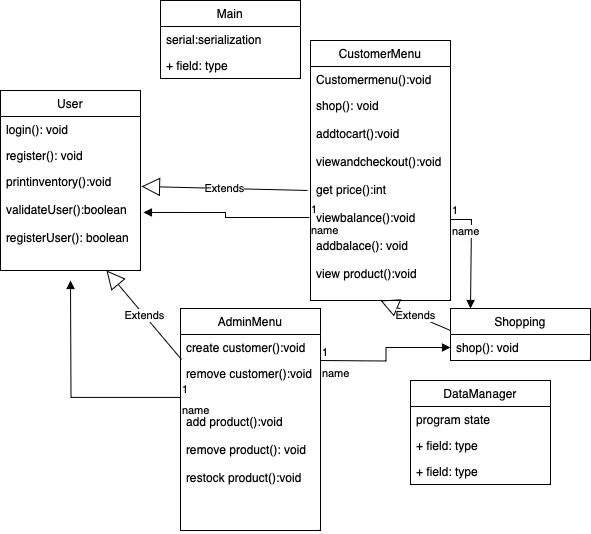 Main
serial:serialization
+ field: type
CustomerMenu
Customermenu():void
shop(): void
addtocart():void
viewandcheckout():void
get price():int
viewbalance():void
addbalace(): void
view product():void
User
login(): void
register(): void
printinventory():void
validateUser():boolean
registerUser(): boolean
Extends
1
name
1
name
Extends
Extends
AdminMenu
create customer():void
remove customer():void
add product():void
remove product(): void
restock product():void
1
name
1
name
Shopping
shop(): void
DataManager
program state
+ field: type
+ field: type